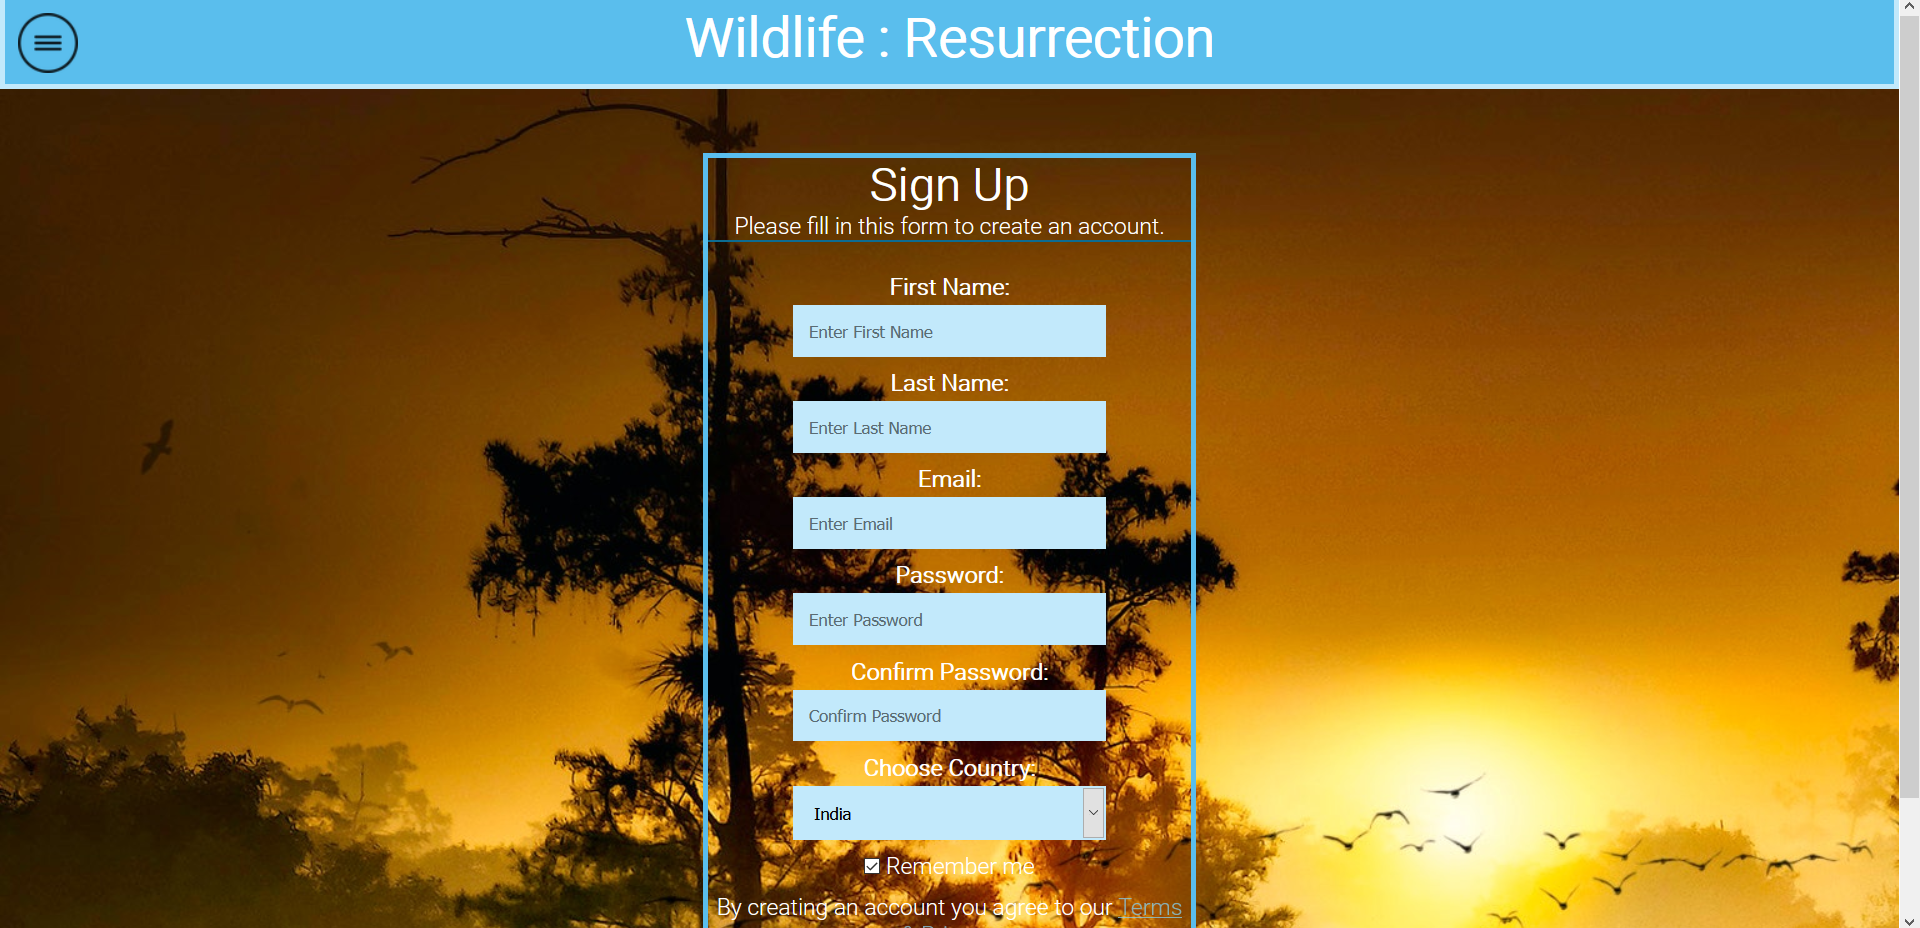 Wildlife : Resurrection
Sign Up
Please fill in this form to create an account.
First Name:
Enter First Name
Last Name:
Enter Last Name
Email:
Enter Email
Password:
Enter Password
Confirm Password:
Confirm Password
Choose Country:
India
Remember me
By creating an account you agree to our Terms